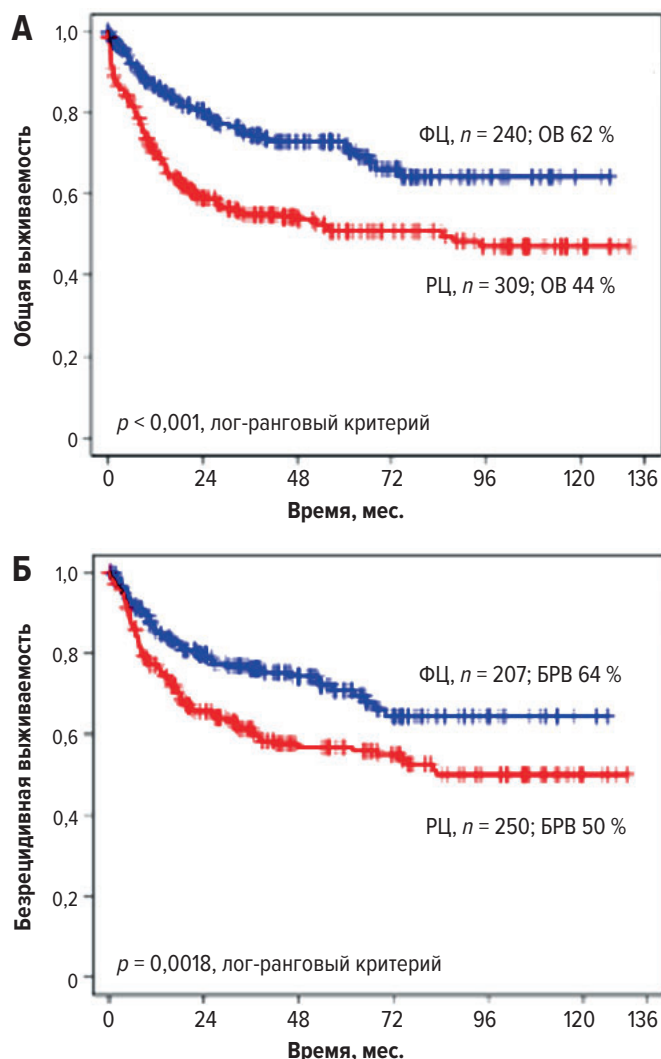 А
Общая выживаемость
1,0
0,8
0,6
0,4
0,2
0
ФЦ, n = 240; ОВ 62 %
РЦ, n = 309; ОВ 44 %
p < 0,001, лог-ранговый критерий
0 24 48 72 96 120 136
Время, мес.
Б
Безрецидивная выживаемость
1,0
0,8
0,6
0,4
0,2
0
ФЦ, n = 207; БРВ 64 %
РЦ, n = 250; БРВ 50 %
p = 0,0018, лог-ранговый критерий
0 24 48 72 96 120 136
Время, мес.